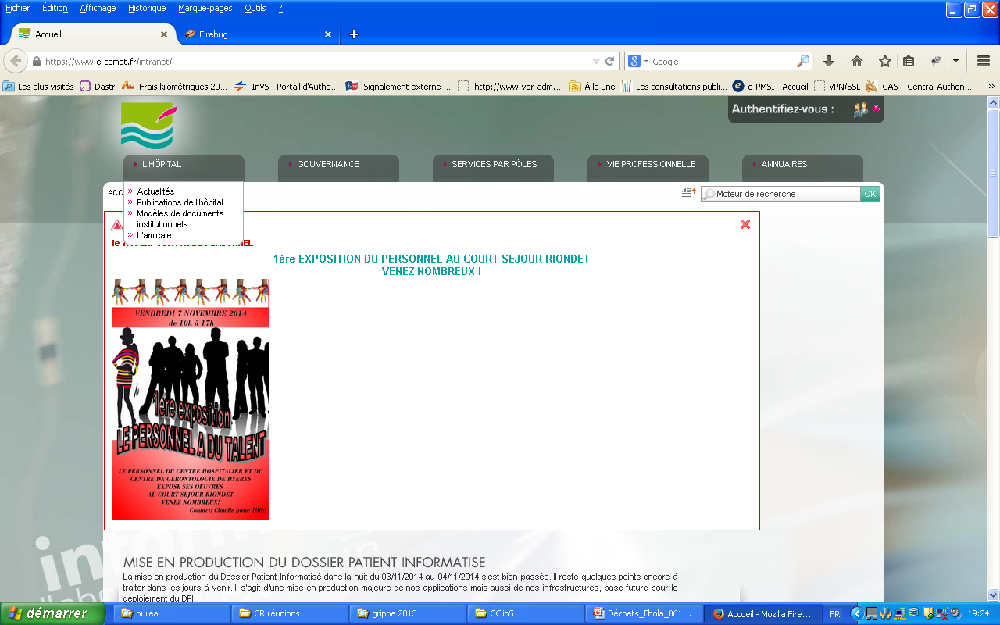 Fichier Édition Affichage Historique Marque-pages Outils ?
Accueil
Firebug
https://www.e-comet.fr/intranet/
Google
Les plus visités
Dastri
Frais kilométriques 20...
InVS - Portail d'Authe...
Signalement externe ...
http://www.var-adm....
À la une
Les consultations publi...
e-PMSI - Accueil
VPN/SSL
CAS – Central Authen...
Authentifiez-vous :
L'HÔPITAL
GOUVERNANCE
SERVICES PAR PÔLES
VIE PROFESSIONNELLE
ANNUAIRES
ACC
Moteur de recherche
OK
Actualités
Publications de l'hôpital
Modèles de documents
institutionnels
L'amicale
1ère EXPOSITION DU PERSONNEL AU COURT SEJOUR RIONDET
VENEZ NOMBREUX !
VENDREDI 7 NOVEMBRE 2014
de 10h à 17h
1ère exposition
LE PERSONNEL A DU TALENT
LE PERSONNEL DU CENTRE HOSPITALIER ET DU
CENTRE DE GERONTOLOGIE DE HYERES
EXPOSE SES OEUVRES
AU COURT SEJOUR RIONDET
VENEZ NOMBREUX!
Contact: Claudie poste 1066
MISE EN PRODUCTION DU DOSSIER PATIENT INFORMATISE
La mise en production du Dossier Patient Informatisé dans la nuit du 03/11/2014 au 04/11/2014 s'est bien passée. Il reste quelques points encore à
traiter dans les jours à venir. Il s'agit d'une mise en production majeure de nos applications mais aussi de nos infrastructures, base future pour le
déploiement du DPI.
démarrer
bureau
CR réunions
grippe 2013
CClinS
Déchets_Ebola_061...
Accueil - Mozilla Fire...
FR
19:24